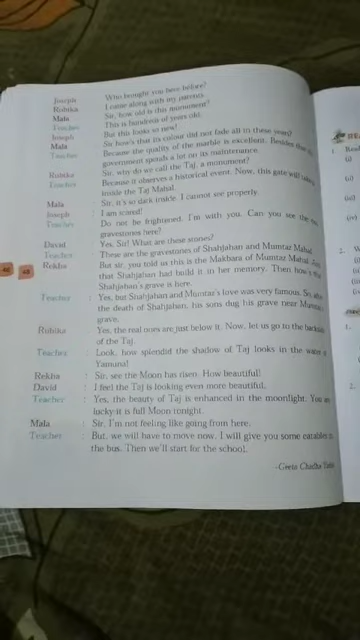 Joseph Who brought you here before?
Rubika I came along with my parents.
Mala Sir, how old is this monument?
Teacher This is hundreds of years old.
Joseph But this looks so new!
Mala Sir how's that its colour did not fade all in these years?
Teacher Because the quality of the marble is excellent. Besides
government spends a lot on its maintenance.
Rubika Sir, why do we call the Taj, a monument?
Teacher Because it observes a historical event. Now, this gate will
inside the Taj Mahal.
Mala : Sir, it's so dark inside. I cannot see properly.
Joseph : I am scared!
Teacher : Do not be frightened. I'm with you. Can you see the
gravestones here?
David : Yes, Sir! What are these stones?
Teacher : These are the gravestones of Shahjahan and Mumtaz Mahal.
Rekha : But sir, you told us this is the Makbara of Mumtaz Mahal.
that Shahjahan had build it in her memory. Then how's
Shahjahan's grave is here.
48
Teacher : Yes, but Shahjahan and Mumtaz's love was very famous. So,
the death of Shahjahan, his sons dug his grave near
grave.
Rubika : Yes, the real ones are just below it. Now, let us go to the
of the Taj.
Teacher : Look, how splendid the shadow of Taj looks in the water
Yamuna!
Rekha : Sir, see the Moon has risen. How beautiful!
David : I feel the Taj is looking even more beautiful.
Teacher : Yes, the beauty of Taj is enhanced in the moonlight. You
lucky it is full Moon tonight.
Mala : Sir, I'm not feeling like going from here.
Teacher : But, we will have to move now. I will give you some eatables
the bus. Then we'll start for the school.
-Geeta Chadha
1. Read
(i)
(ii)
(iii)
(iv)
2. W
(i)
1.
2.